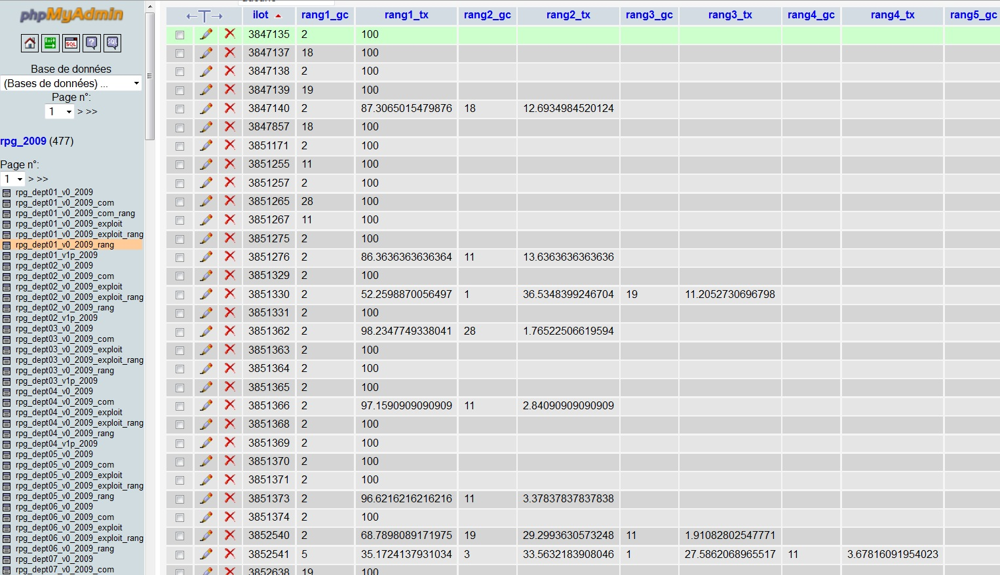 phpMyAdmin
Exit
SQL
?
SQL
Base de données
(Bases de données) ...
Page n°:
1 > >>
rpg_2009 (477)
Page n°:
1 > >>
rpg_dept01_v0_2009
rpg_dept01_v0_2009_com
rpg_dept01_v0_2009_com_rang
rpg_dept01_v0_2009_exploit
rpg_dept01_v0_2009_exploit_rang
rpg_dept01_v0_2009_rang
rpg_dept01_v1p_2009
rpg_dept02_v0_2009
rpg_dept02_v0_2009_com
rpg_dept02_v0_2009_exploit
rpg_dept02_v0_2009_exploit_rang
rpg_dept02_v0_2009_rang
rpg_dept02_v1p_2009
rpg_dept03_v0_2009
rpg_dept03_v0_2009_com
rpg_dept03_v0_2009_exploit
rpg_dept03_v0_2009_exploit_rang
rpg_dept03_v0_2009_rang
rpg_dept03_v1p_2009
rpg_dept04_v0_2009
rpg_dept04_v0_2009_com
rpg_dept04_v0_2009_exploit
rpg_dept04_v0_2009_exploit_rang
rpg_dept04_v0_2009_rang
rpg_dept04_v1p_2009
rpg_dept05_v0_2009
rpg_dept05_v0_2009_com
rpg_dept05_v0_2009_exploit
rpg_dept05_v0_2009_exploit_rang
rpg_dept05_v0_2009_rang
rpg_dept06_v0_2009
rpg_dept06_v0_2009_com
rpg_dept06_v0_2009_exploit
rpg_dept06_v0_2009_exploit_rang
rpg_dept06_v0_2009_rang
rpg_dept07_v0_2009
rpg_dept07_v0_2009_com
ilot rang1_gc rang1_tx rang2_gc rang2_tx rang3_gc rang3_tx rang4_gc rang4_tx rang5_gc
3847135 2 100
3847137 18 100
3847138 2 100
3847139 19 100
3847140 2 87.3065015479876 18 12.6934984520124
3847857 18 100
3851171 2 100
3851255 11 100
3851257 2 100
3851265 28 100
3851267 11 100
3851275 2 100
3851276 2 86.3636363636364 11 13.6363636363636
3851329 2 100
3851330 2 52.2598870056497 1 36.5348399246704 19 11.2052730696798
3851331 2 100
3851362 2 98.2347749338041 28 1.76522506619594
3851363 2 100
3851364 2 100
3851365 2 100
3851366 2 97.1590909090909 11 2.84090909090909
3851368 2 100
3851369 2 100
3851370 2 100
3851371 2 100
3851373 2 96.6216216216216 11 3.37837837837838
3851374 2 100
3852540 2 68.7898089171975 19 29.2993630573248 11 1.91082802547771
3852541 5 35.1724137931034 3 33.5632183908046 1 27.5862068965517 11 3.67816091954023
3852638 19 100